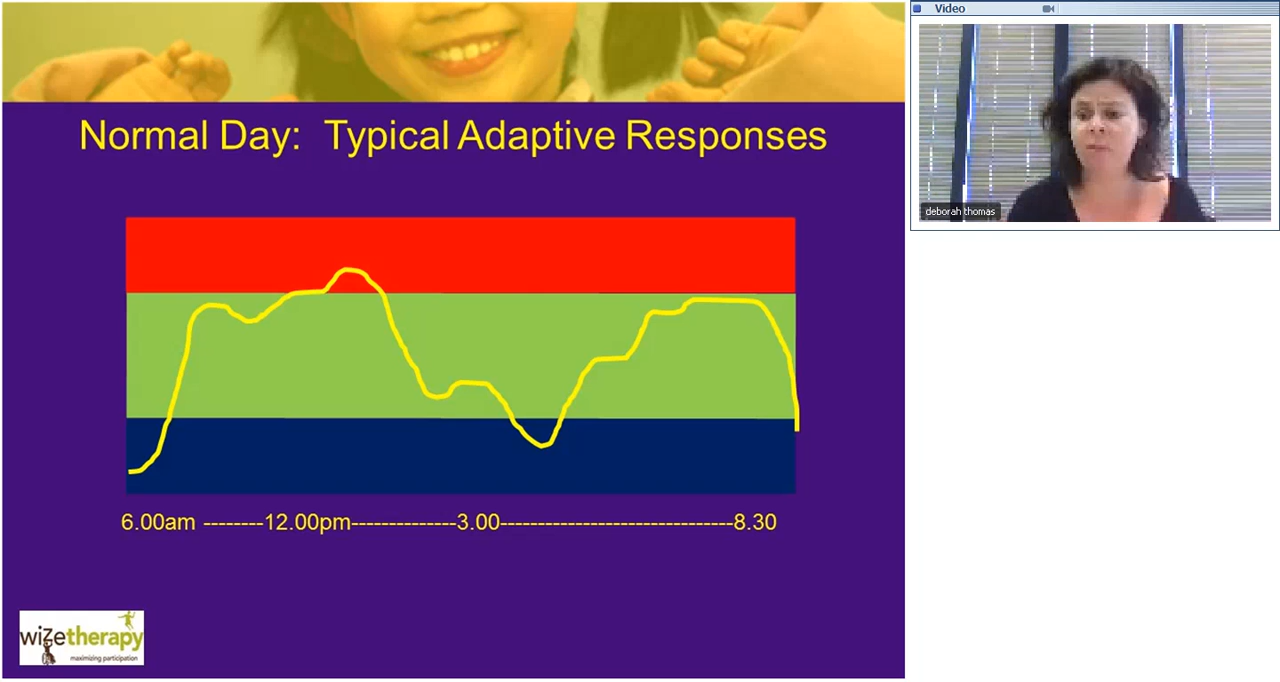 Normal Day: Typical Adaptive Responses
6.00am --------12.00pm--------------3.00-------------------------------8.30
wizetherapy
maximizing participation
Video
deborah thomas